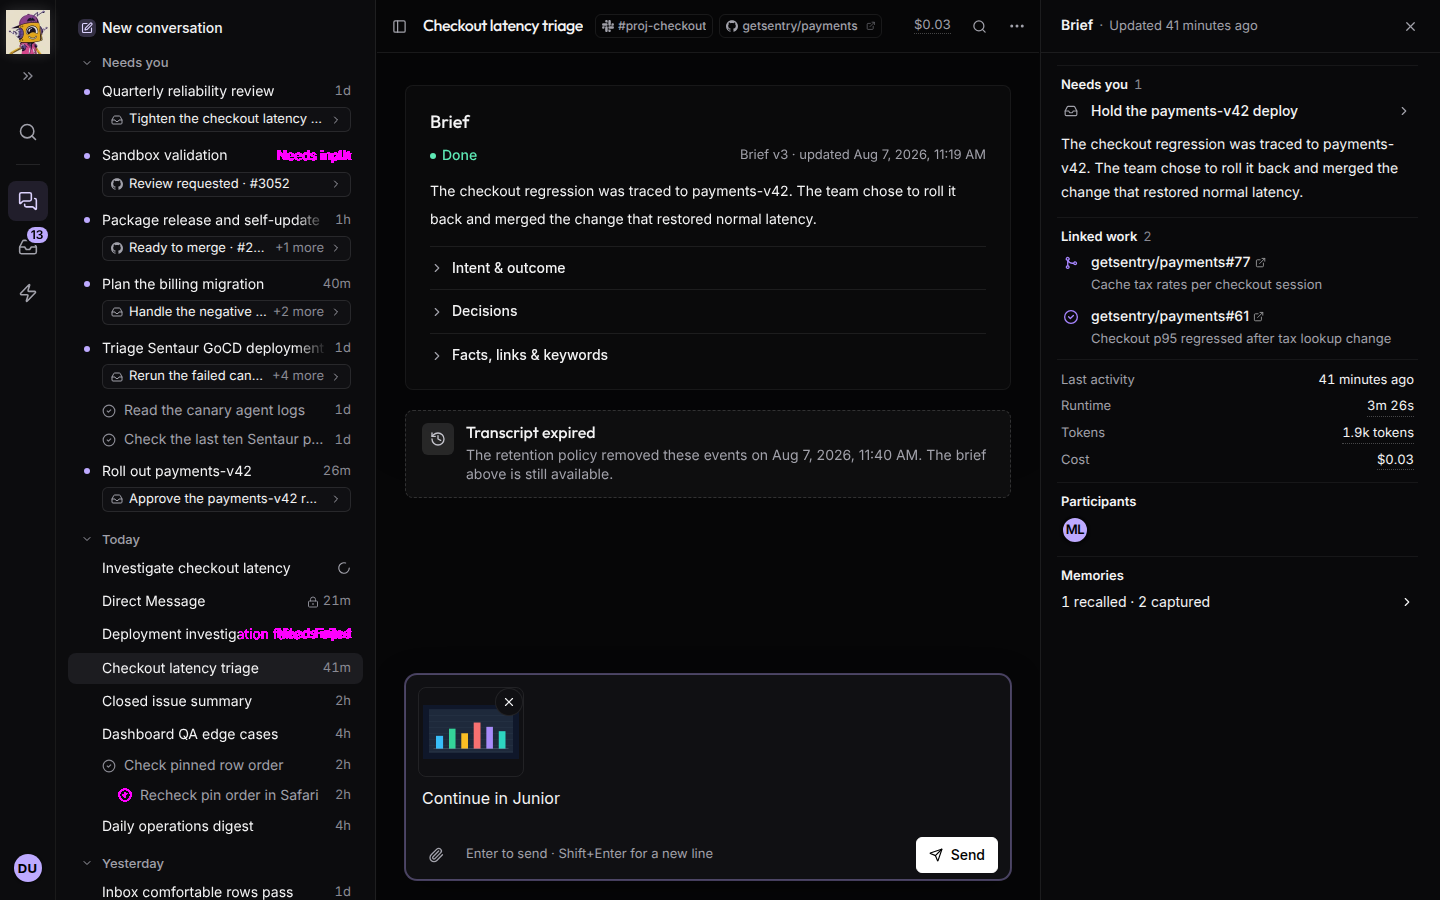 New conversation
Needs you
Quarterly reliability review 1d
Tighten the checkout latency ...
Sandbox validation
Review requested · #3052
Package release and self-update 1h
Ready to merge · #2... +1 more
Plan the billing migration 40m
Handle the negative ... +2 more
Triage Sentaur GoCD deployment 1d
Rerun the failed can... +4 more
Read the canary agent logs 1d
Check the last ten Sentaur p... 1d
Roll out payments-v42 26m
Approve the payments-v42 r...
Today
Investigate checkout latency
Direct Message 21m
Deployment investigation
Checkout latency triage 41m
Closed issue summary 2h
Dashboard QA edge cases 4h
Check pinned row order 2h
Recheck pin order in Safari 2h
Daily operations digest 4h
Yesterday
Inbox comfortable rows pass 1d
13
DU
Checkout latency triage #proj-checkout getsentry/payments $0.03
Brief
Done Brief v3 · updated Aug 7, 2026, 11:19 AM
The checkout regression was traced to payments-v42. The team chose to roll it
back and merged the change that restored normal latency.
Intent & outcome
Decisions
Facts, links & keywords
Transcript expired
The retention policy removed these events on Aug 7, 2026, 11:40 AM. The brief
above is still available.
Continue in Junior
Enter to send · Shift+Enter for a new line
Send
Brief · Updated 41 minutes ago
Needs you 1
Hold the payments-v42 deploy
The checkout regression was traced to payments-
v42. The team chose to roll it back and merged the
change that restored normal latency.
Linked work 2
getsentry/payments#77
Cache tax rates per checkout session
getsentry/payments#61
Checkout p95 regressed after tax lookup change
Last activity 41 minutes ago
Runtime 3m 26s
Tokens 1.9k tokens
Cost $0.03
Participants
ML
Memories
1 recalled · 2 captured